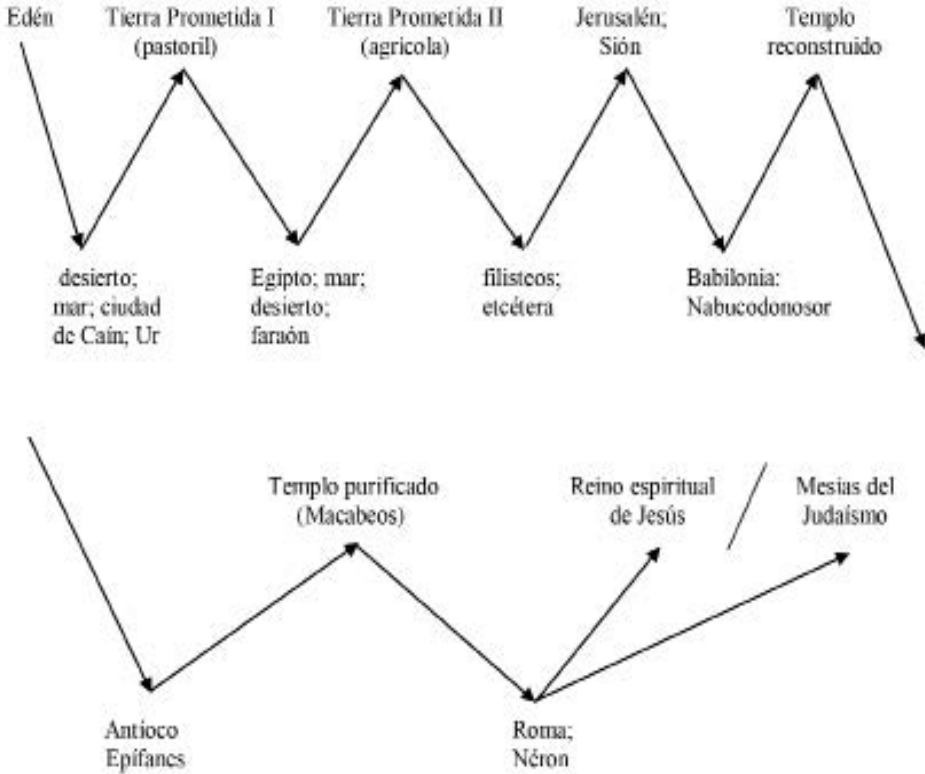 Edén
Tierra Prometida I
(pastoril)
Tierra Prometida II
(agrícola)
Jerusalén;
Sión
Templo
reconstruido
desierto;
mar; ciudad
de Caín; Ur
Egipto; mar;
desierto;
faraón
filisteos;
etcétera
Babilonia:
Nabucodonosor
Templo purificado
(Macabeos)
Reino espiritual
de Jesús
Mesias del
Judaísmo
Antioco
Epífanes
Roma;
Néron